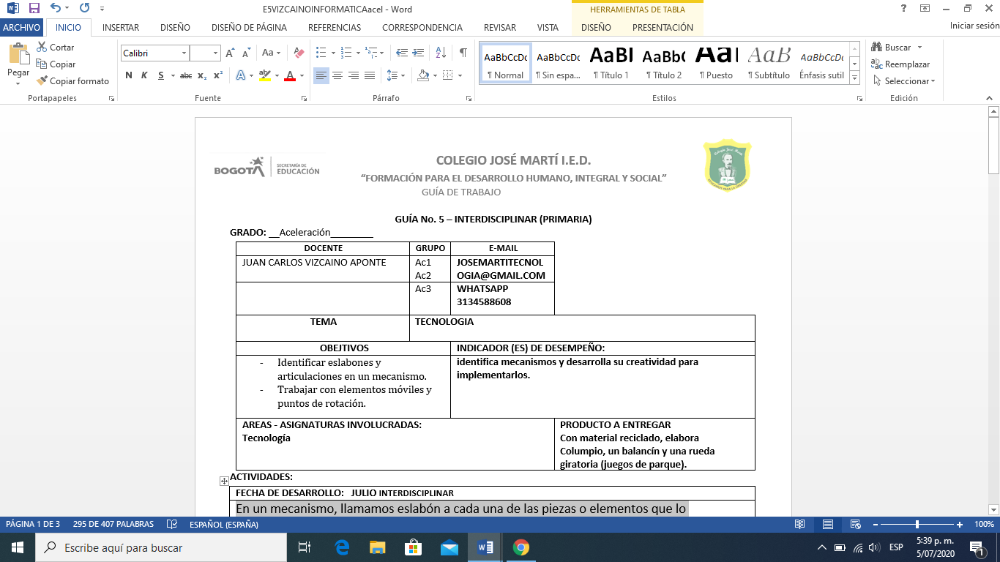 E5VIZCAINOINFORMATICAacel - Word
HERRAMIENTAS DE TABLA
ARCHIVO INICIO INSERTAR DISEÑO DISEÑO DE PÁGINA REFERENCIAS CORRESPONDENCIA REVISAR VISTA DISEÑO PRESENTACIÓN Iniciar sesión
Pegar
Cortar
Copiar
Copiar formato
Portapapeles
Calibri
N K S abc x₂ x²
Fuente
Párrafo
AaBbCcDc AaBbCcDc AaBl AaBbC AaI AaB AaBbCcDc
¶ Normal ¶ Sin espa... ¶ Título 1 ¶ Título 2 ¶ Puesto ¶ Subtítulo Énfasis sutil
Estilos
Buscar
Reemplazar
Seleccionar
Edición
BOGOTÁ
SECRETARÍA DE
EDUCACIÓN
COLEGIO JOSÉ MARTÍ I.E.D.
“FORMACIÓN PARA EL DESARROLLO HUMANO, INTEGRAL Y SOCIAL”
GUÍA DE TRABAJO
GUÍA No. 5 – INTERDISCIPLINAR (PRIMARIA)
GRADO: __Aceleración________
DOCENTE GRUPO E-MAIL
JUAN CARLOS VIZCAINO APONTE Ac1 JOSEMARTITECNOL
Ac2 OGIA@GMAIL.COM
Ac3 WHATSAPP
3134588608
TEMA TECNOLOGIA
OBEJTIVOS INDICADOR (ES) DE DESEMPEÑO:
- Identificar eslabones y
articulaciones en un mecanismo.
- Trabajar con elementos móviles y
puntos de rotación.
identifica mecanismos y desarrolla su creatividad para
implementarlos.
AREAS - ASIGNATURAS INVOLUCRADAS:
Tecnología
PRODUCTO A ENTREGAR
Con material reciclado, elabora
Columpio, un balancín y una rueda
giratoria (juegos de parque).
ACTIVIDADES:
FECHA DE DESARROLLO: JULIO INTERDISCIPLINAR
En un mecanismo, llamamos eslabón a cada una de las piezas o elementos que lo
PÁGINA 1 DE 3 295 DE 407 PALABRAS ESPAÑOL (ESPAÑA) 100%
Escribe aquí para buscar
ESP
5:39 p. m.
5/07/2020
1